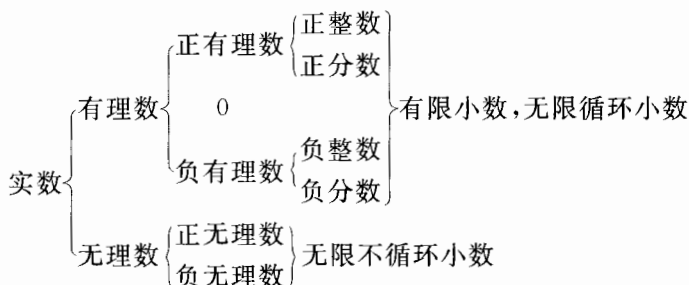 正整数
正有理数
正分数
有理数 0 有限小数,无限循环小数
负整数
负有理数
实数 负分数
正无理数
无理数 无限不循环小数
负无理数